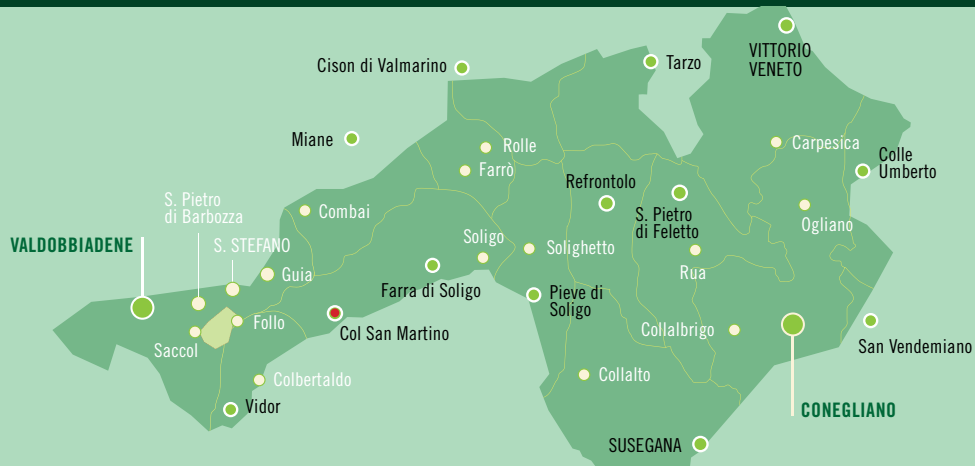 VITTORIO
VENETO
Cison di Valmarino
Tarzo
Miane
Rolle
Carpesica
Colle
Umberto
Farrò
Refrontolo
S. Pietro
di Barbozza
Combai
S. Pietro
di Feletto
Ogliano
VALDOBBIADENE
S. STEFANO
Soligo
Solighetto
Guia
Rua
Farra di Soligo
Pieve di
Soligo
Follo
Col San Martino
Collalbrigo
San Vendemiano
Saccol
Colbertaldo
Collalto
Vidor
CONEGLIANO
SUSEGANA